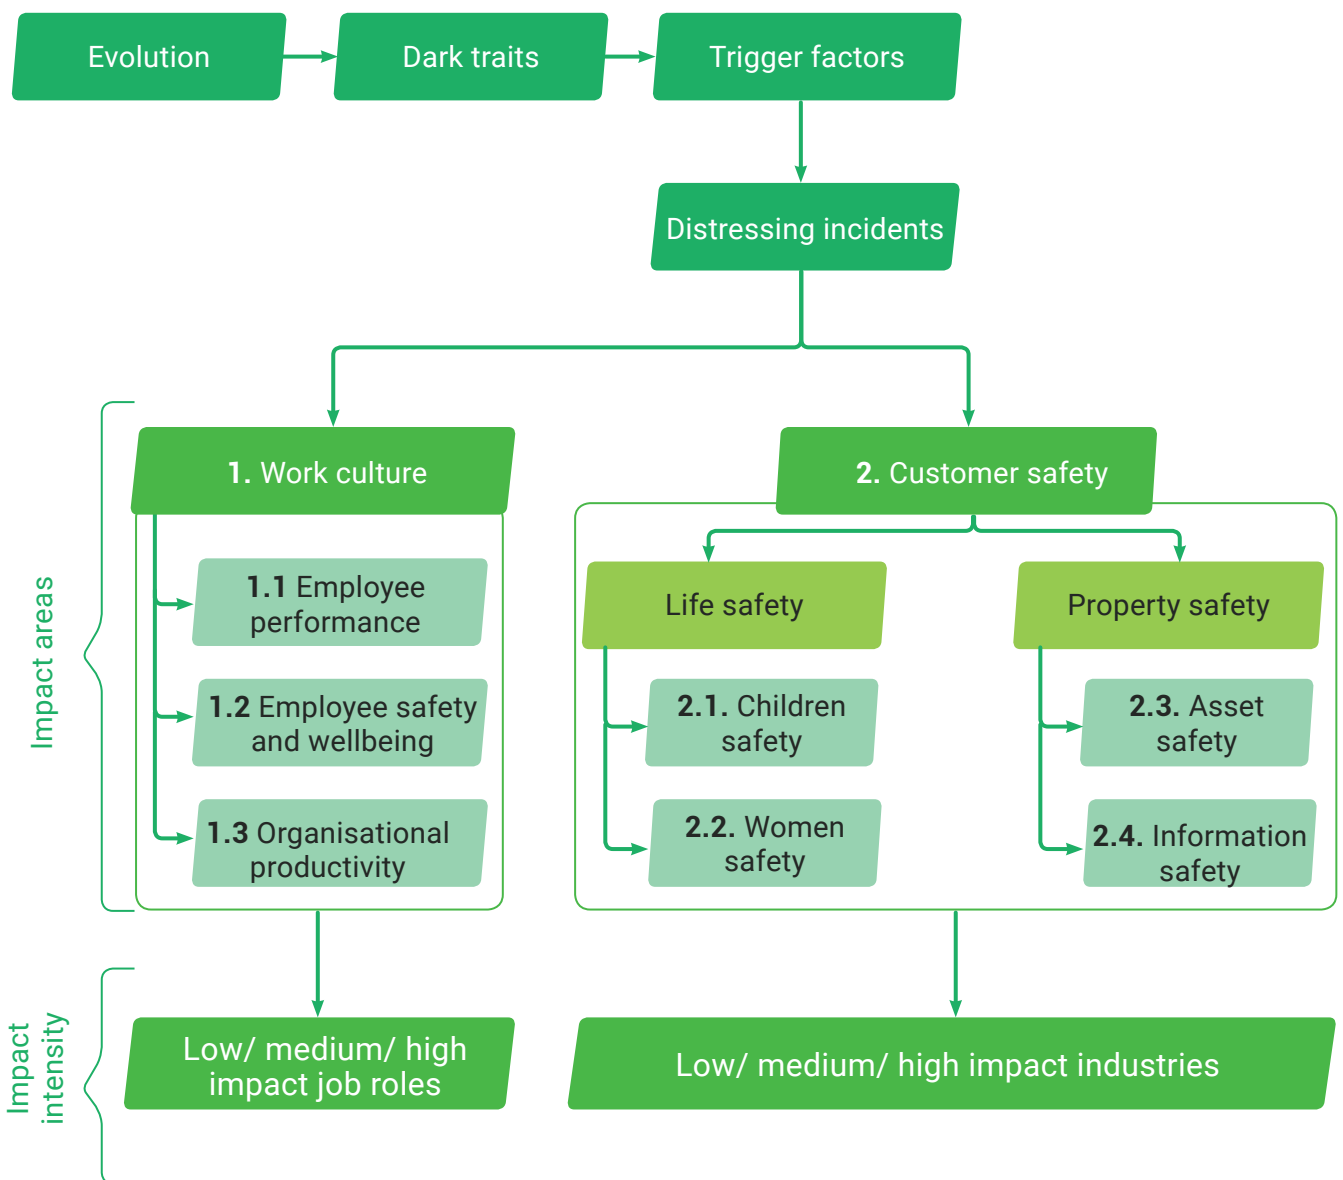 Evolution
Dark traits
Trigger factors
Distressing incidents
Impact areas
1. Work culture
1.1 Employee
performance
1.2 Employee safety
and wellbeing
1.3 Organisational
productivity
2. Customer safety
Life safety
2.1. Children
safety
2.2. Women
safety
Property safety
2.3. Asset
safety
2.4. Information
safety
Impact
intensity
Low/ medium/ high
impact job roles
Low/ medium/ high impact industries